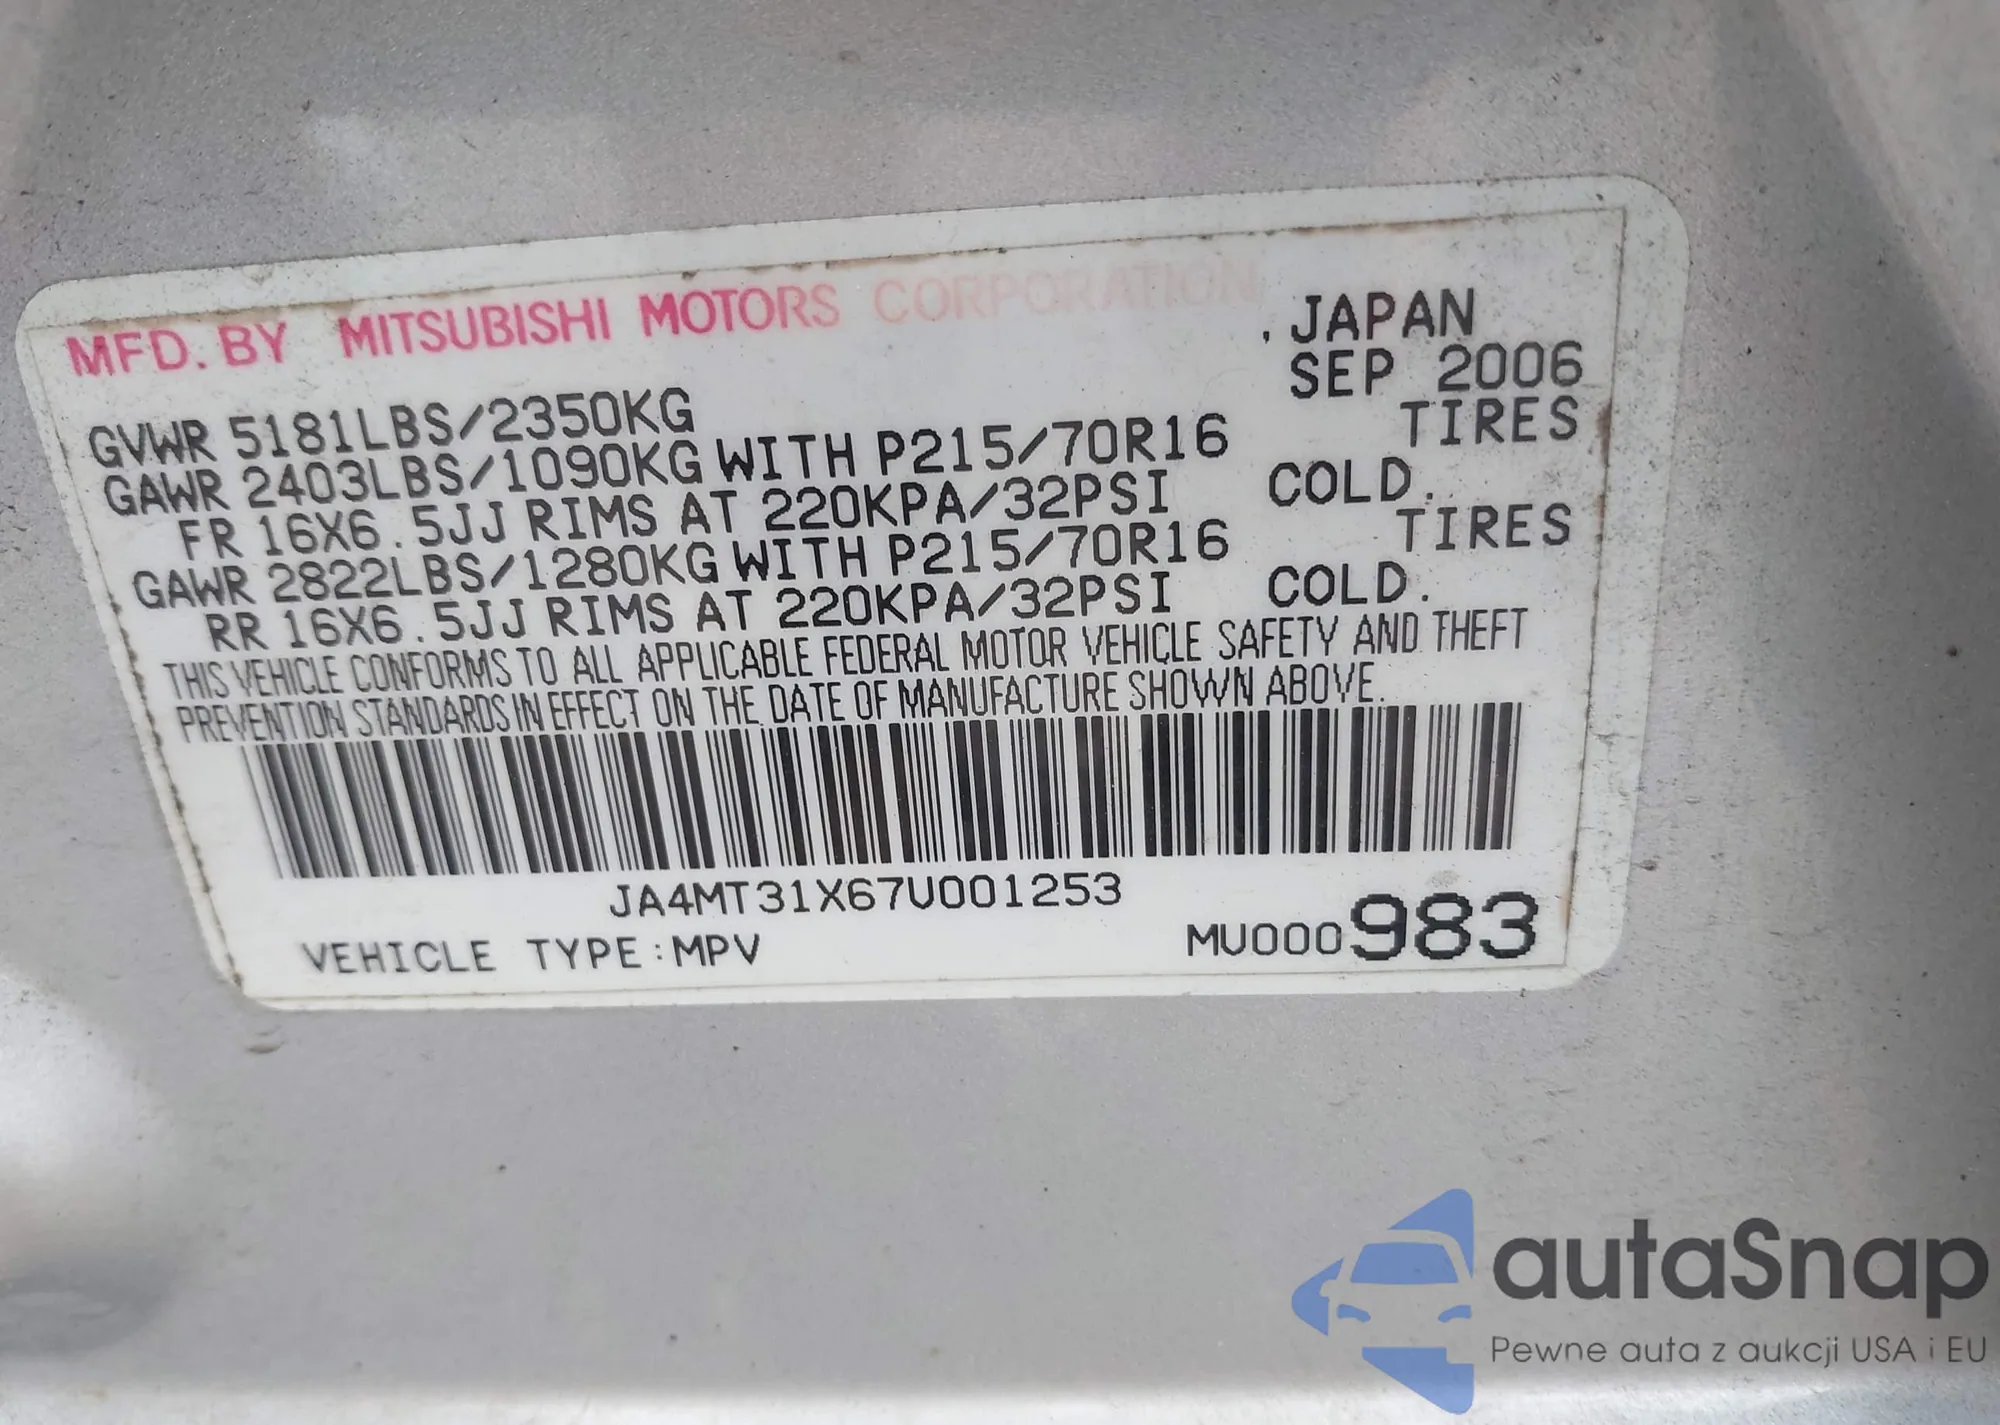 MFD. BY MITSUBISHI MOTORS CORPORATION, JAPAN
SEP 2006
GVWR 5181LBS/2350KG
GAWR 2403LBS/1090KG WITH P215/70R16 TIRES
FR 16X6.5JJ RIMS AT 220KPA/32PSI COLD.
GAWR 2822LBS/1280KG WITH P215/70R16 TIRES
RR 16X6.5JJ RIMS AT 220KPA/32PSI COLD.
THIS VEHICLE CONFORMS TO ALL APPLICABLE FEDERAL MOTOR VEHICLE SAFETY AND THEFT
PREVENTION STANDARDS IN EFFECT ON THE DATE OF MANUFACTURE SHOWN ABOVE.
JA4MT31X67U001253
VEHICLE TYPE:MPV
MU000983
autaSnap
Pewne auta z aukcji USA i EU